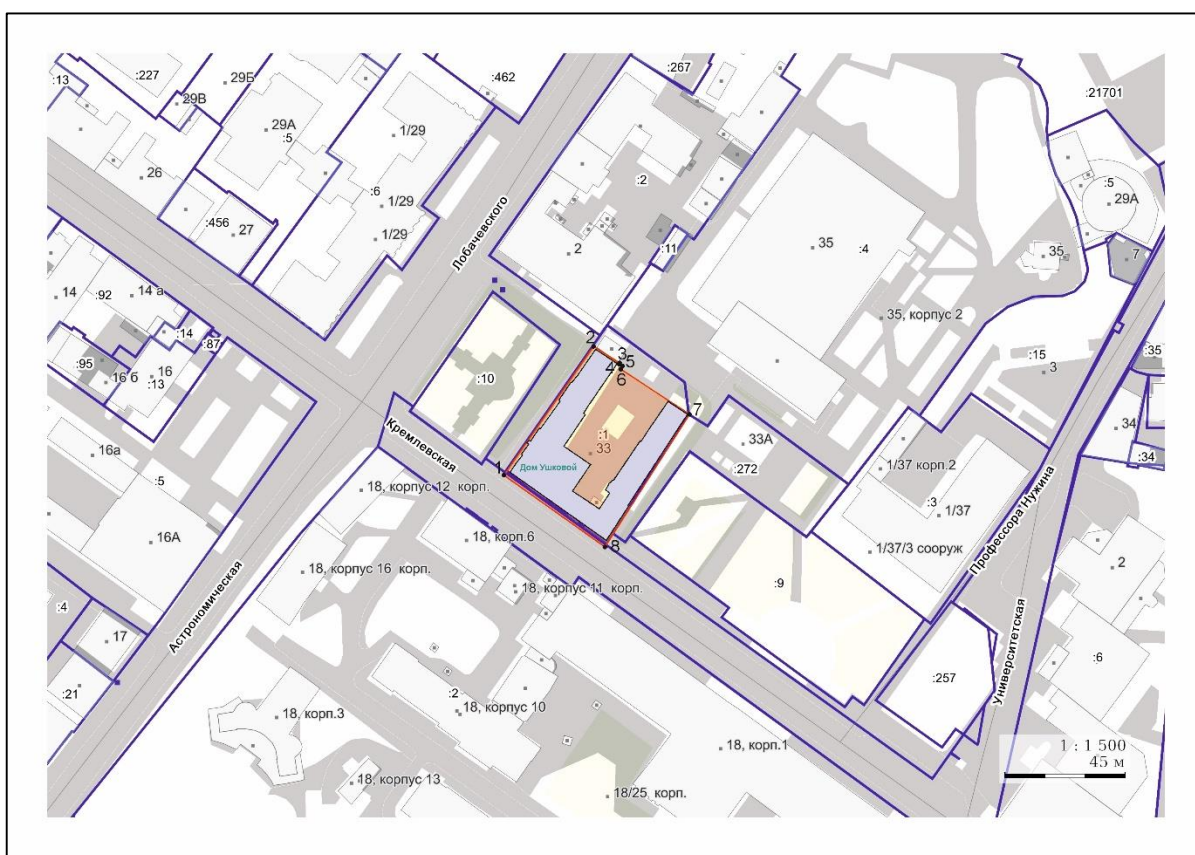 :13
:227
29Б
29В
29А
:5
1/29
:462
:267
:21701
26
:6
1/29
1/29
:456
27
Лобачевского
:2
2
:11
35
:4
:5
29А
35
7
14
:92
14 а
:14
:87
:95
16 б
16
:13
35, корпус 2
:15
3
:35
2
3
4
5
6
7
:10
:1
33
33А
:272
34
:34
Кремлевская
1
Дом Ушковой
8
1/37 корп.2
:3
1/37
1/37/3 сооруж
Профессора Нужина
16а
:5
16А
18, корпус 12 корп.
18, корп.6
18, корпус 16 корп.
18, корпус 11 корп.
:9
2
:4
17
Астрономическая
:21
:2
18, корпус 10
18, корп.3
18, корпус 13
18, корп.1
18/25 корп.
:257
Университетская
:6
1 : 1 500
45 м